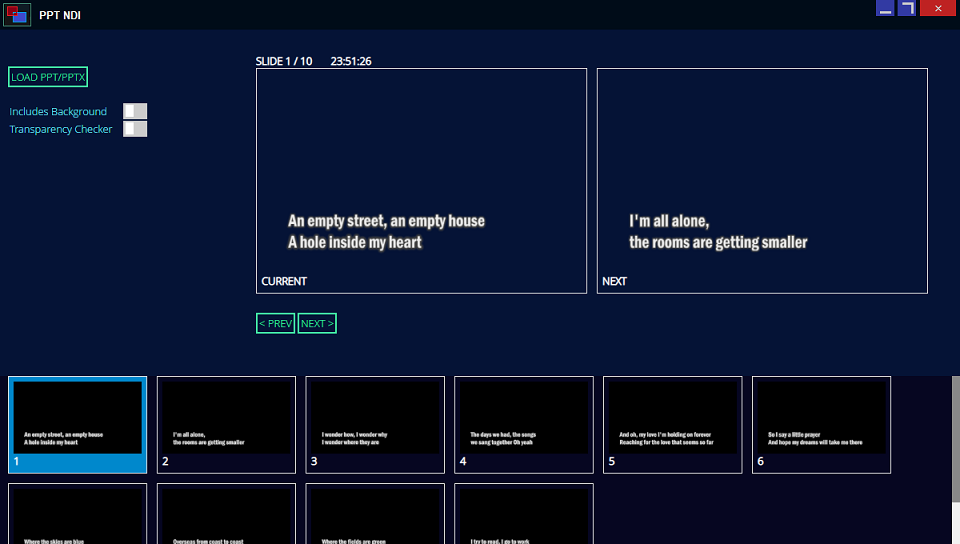 PPT NDI
LOAD PPT/PPTX
Includes Background
Transparency Checker
SLIDE 1 / 10 23:51:26
An empty street, an empty house
A hole inside my heart
CURRENT
I'm all alone,
the rooms are getting smaller
NEXT
< PREV NEXT >
An empty street, an empty house
A hole inside my heart
1
I'm all alone,
the rooms are getting smaller
2
I wonder how, I wonder why
I wonder where they are
3
The days we had, the songs
we sang together Oh yeah
4
And oh, my love I'm holding on forever
Reaching for the love that seems so far
5
So I say a little prayer
And hope my dreams will take me there
6
Where the skies are blue
Overseas from coast to coast
Where the fields are green
I try to read, I go to work